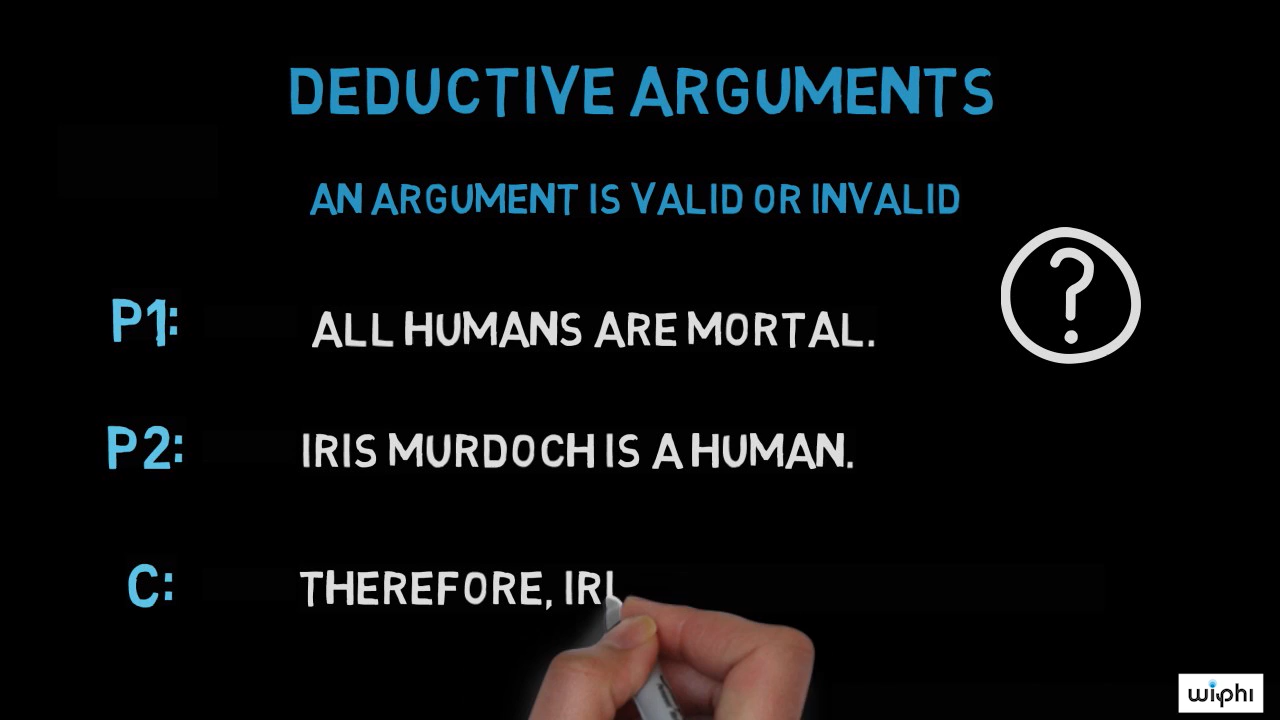 DEDUCTIVE ARGUMENTS
AN ARGUMENT IS VALID OR INVALID
?
P1: ALL HUMANS ARE MORTAL.
P2: IRIS MURDOCH IS A HUMAN.
C: THEREFORE, IRI
wiphi